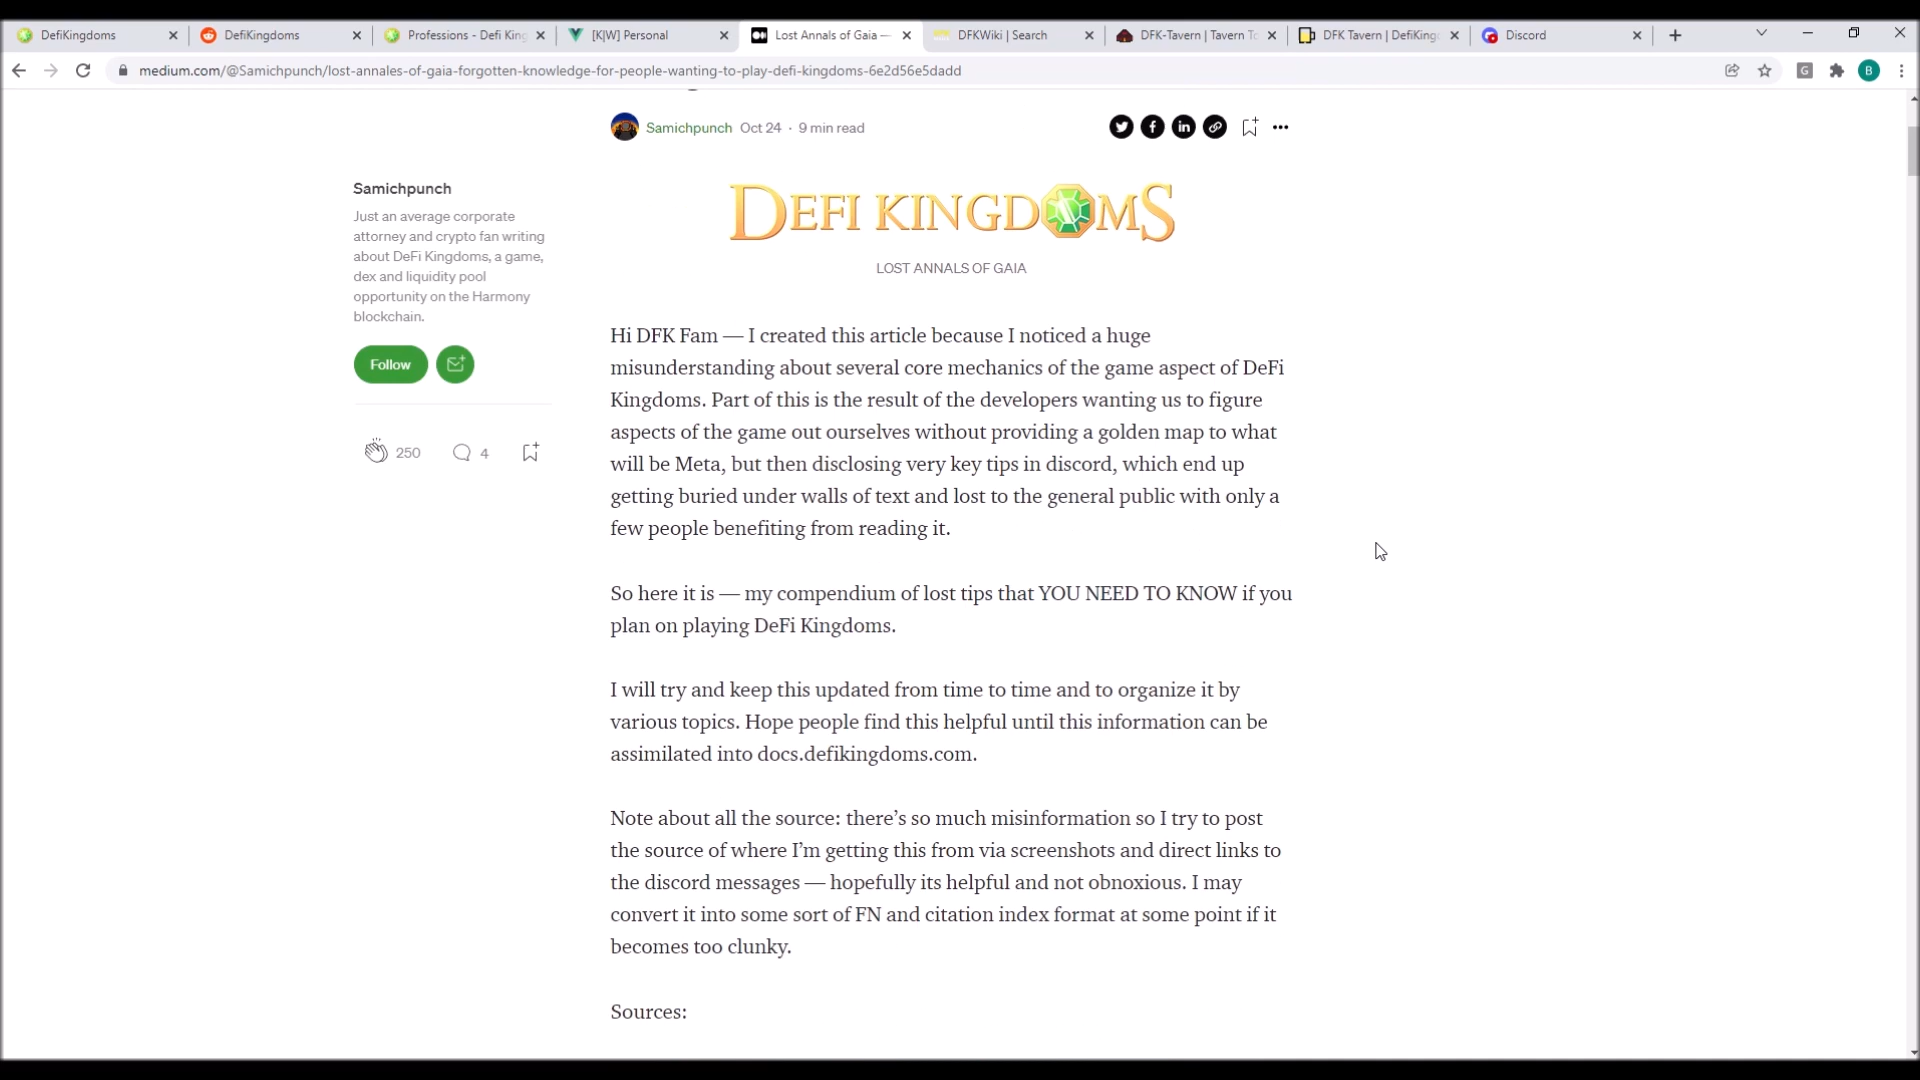 DefiKingdoms
DefiKingdoms
Professions - Defi King
[K|W] Personal
Lost Annals of Gaia —
DFKWiki | Search
DFK-Tavern | Tavern To
DFK Tavern | DefiKing
Discord
medium.com/@Samichpunch/lost-annales-of-gaia-forgotten-knowledge-for-people-wanting-to-play-defi-kingdoms-6e2d56e5dadd
G
B
Samichpunch Oct 24 · 9 min read
Samichpunch
Just an average corporate
attorney and crypto fan writing
about DeFi Kingdoms, a game,
dex and liquidity pool
opportunity on the Harmony
blockchain.
Follow
250
4
DEFI KINGDOMS
LOST ANNALS OF GAIA
Hi DFK Fam — I created this article because I noticed a huge
misunderstanding about several core mechanics of the game aspect of DeFi
Kingdoms. Part of this is the result of the developers wanting us to figure
aspects of the game out ourselves without providing a golden map to what
will be Meta, but then disclosing very key tips in discord, which end up
getting buried under walls of text and lost to the general public with only a
few people benefiting from reading it.
So here it is — my compendium of lost tips that YOU NEED TO KNOW if you
plan on playing DeFi Kingdoms.
I will try and keep this updated from time to time and to organize it by
various topics. Hope people find this helpful until this information can be
assimilated into docs.defikingdoms.com.
Note about all the source: there’s so much misinformation so I try to post
the source of where I’m getting this from via screenshots and direct links to
the discord messages — hopefully its helpful and not obnoxious. I may
convert it into some sort of FN and citation index format at some point if it
becomes too clunky.
Sources: